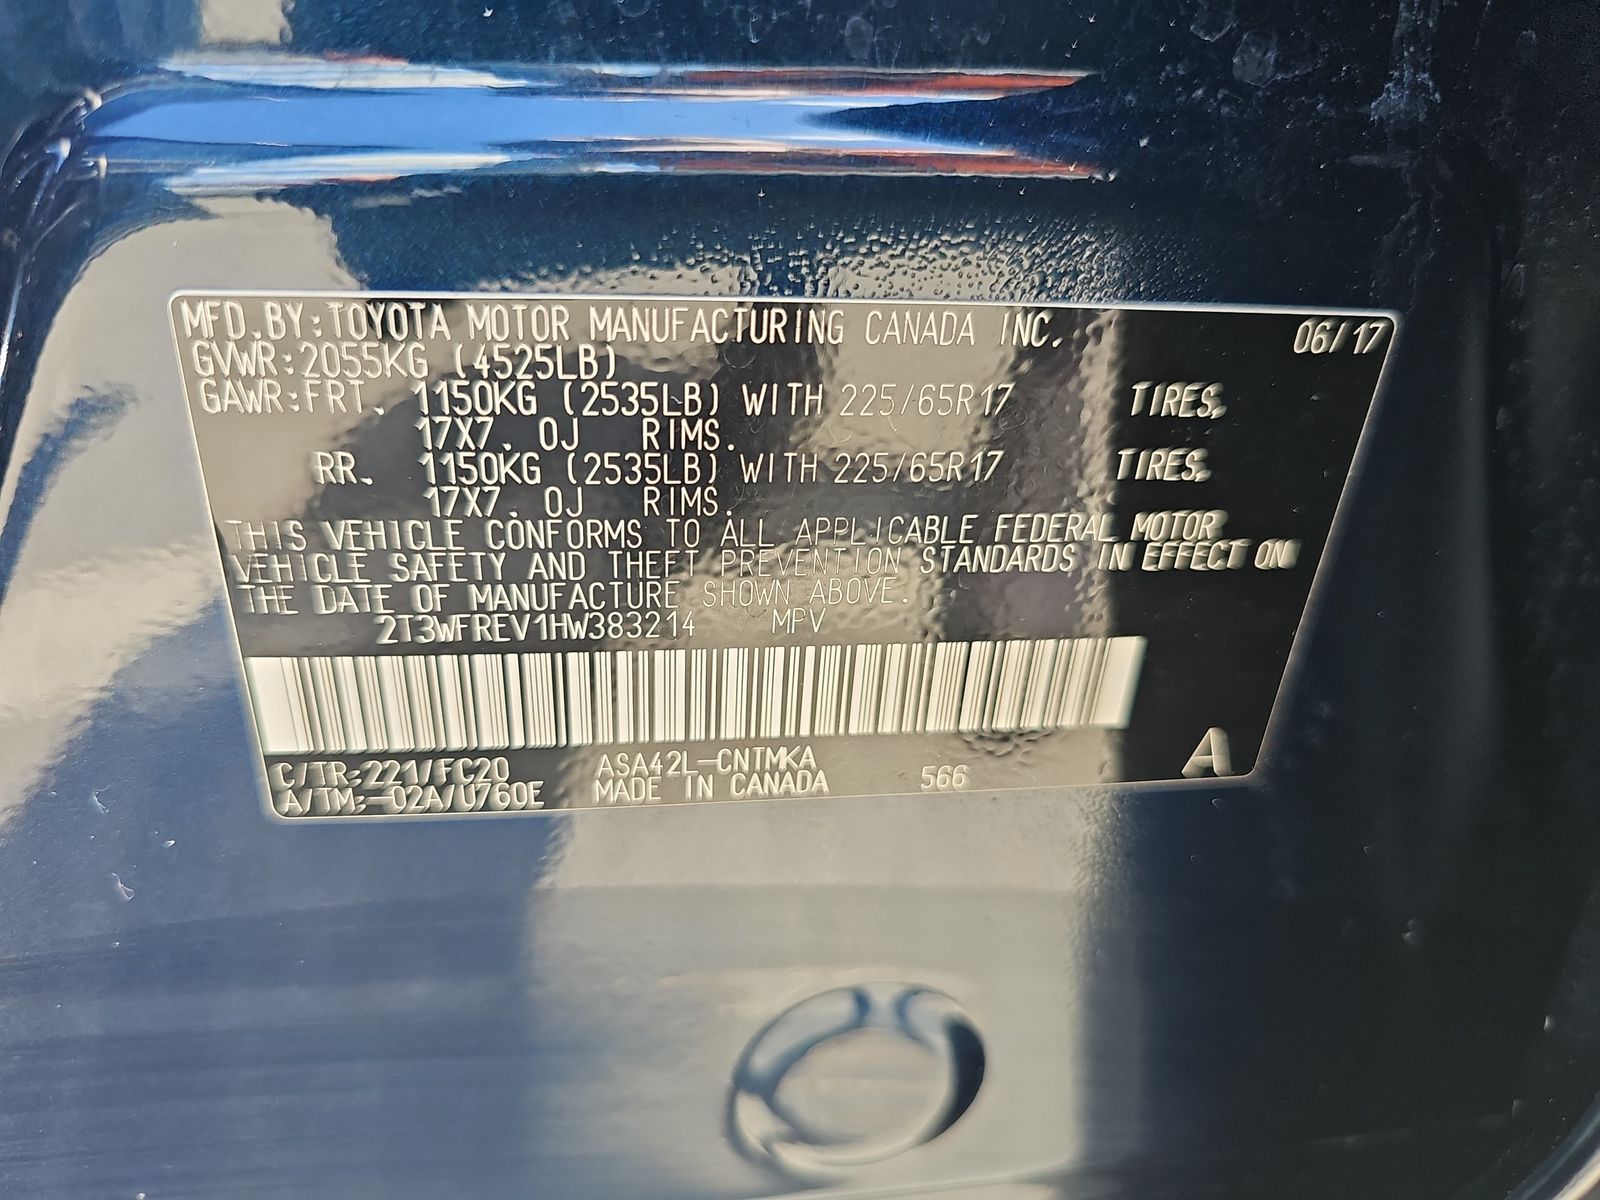 MFD.BY:TOYOTA MOTOR MANUFACTURING CANADA INC. 06/17
GVWR:2055KG (4525LB)
GAWR:FRT. 1150KG (2535LB) WITH 225/65R17 TIRES,
17X7.0J RIMS.
RR. 1150KG (2535LB) WITH 225/65R17 TIRES,
17X7.0J RIMS.
THIS VEHICLE CONFORMS TO ALL APPLICABLE FEDERAL MOTOR
VEHICLE SAFETY AND THEFT PREVENTION STANDARDS IN EFFECT ON
THE DATE OF MANUFACTURE SHOWN ABOVE.
2T3WFREV1HW383214 MPV
C/TR:221/FC20 ASA42L-CNTMKA
A/TM:-02A/U760E MADE IN CANADA 566 A